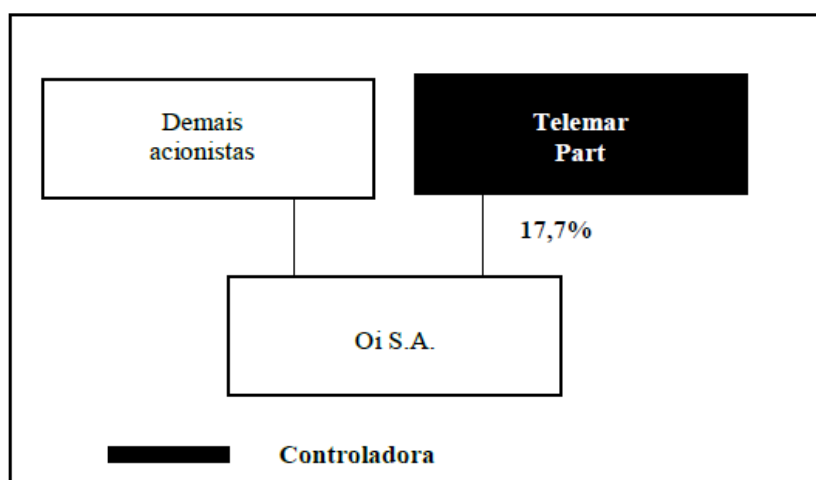 Demais
acionistas
Telemar
Part
17,7%
Oi S.A.
Controladora